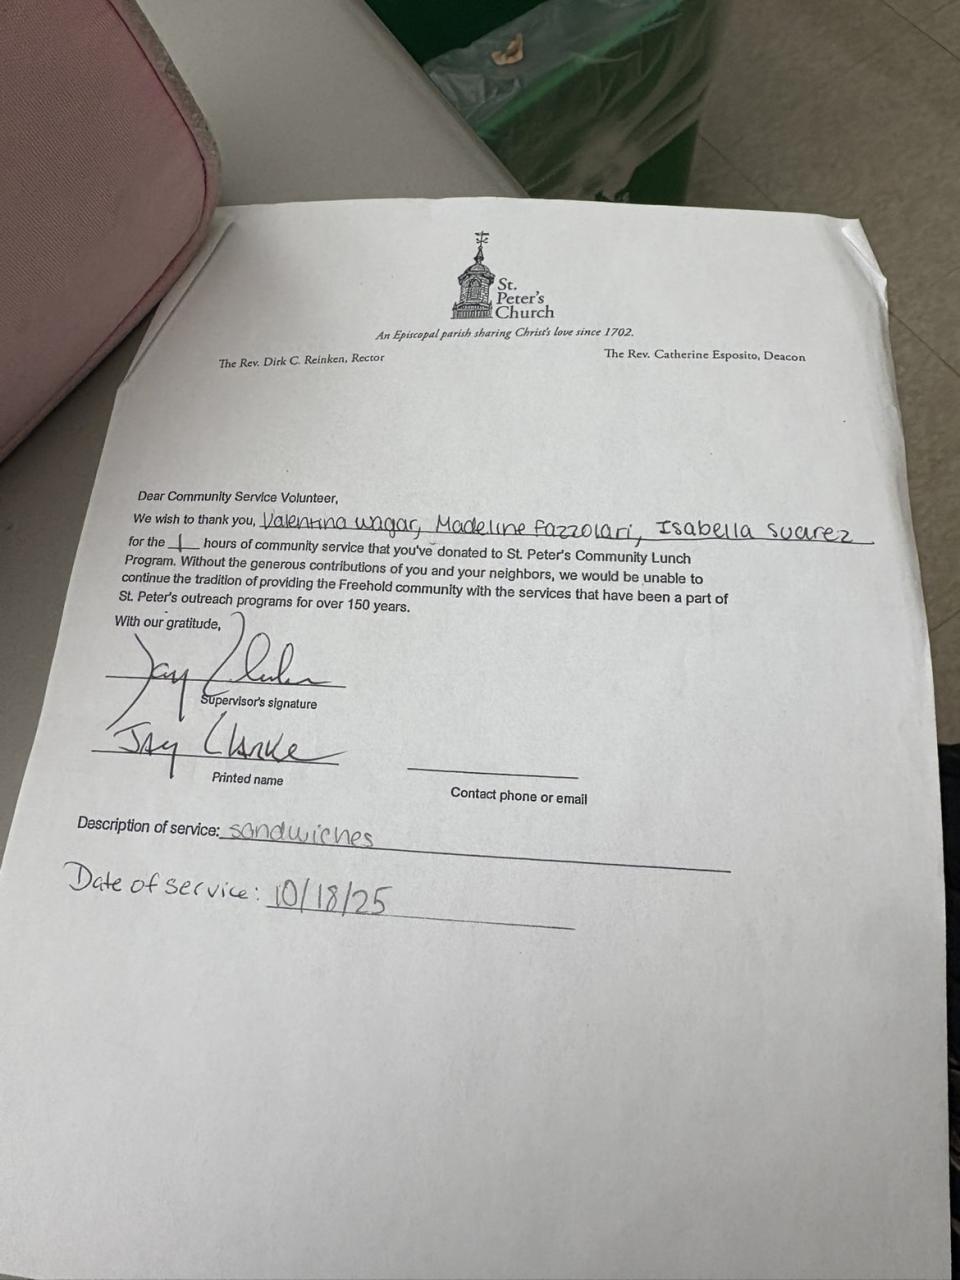 St.
Peter's
Church
An Episcopal parish sharing Christ's love since 1702.
The Rev. Dirk C. Reinken, Rector
The Rev. Catherine Esposito, Deacon
Dear Community Service Volunteer,
We wish to thank you, Valentina Wagar, Madeline Fazzolari, Isabella Suarez
for the 1 hours of community service that you've donated to St. Peter's Community Lunch
Program. Without the generous contributions of you and your neighbors, we would be unable to
continue the tradition of providing the Freehold community with the services that have been a part of
St. Peter's outreach programs for over 150 years.
With our gratitude,
Jay Clarke
Supervisor's signature
Jay Clarke
Printed name
Contact phone or email
Description of service: sandwiches
Date of service: 10/18/25